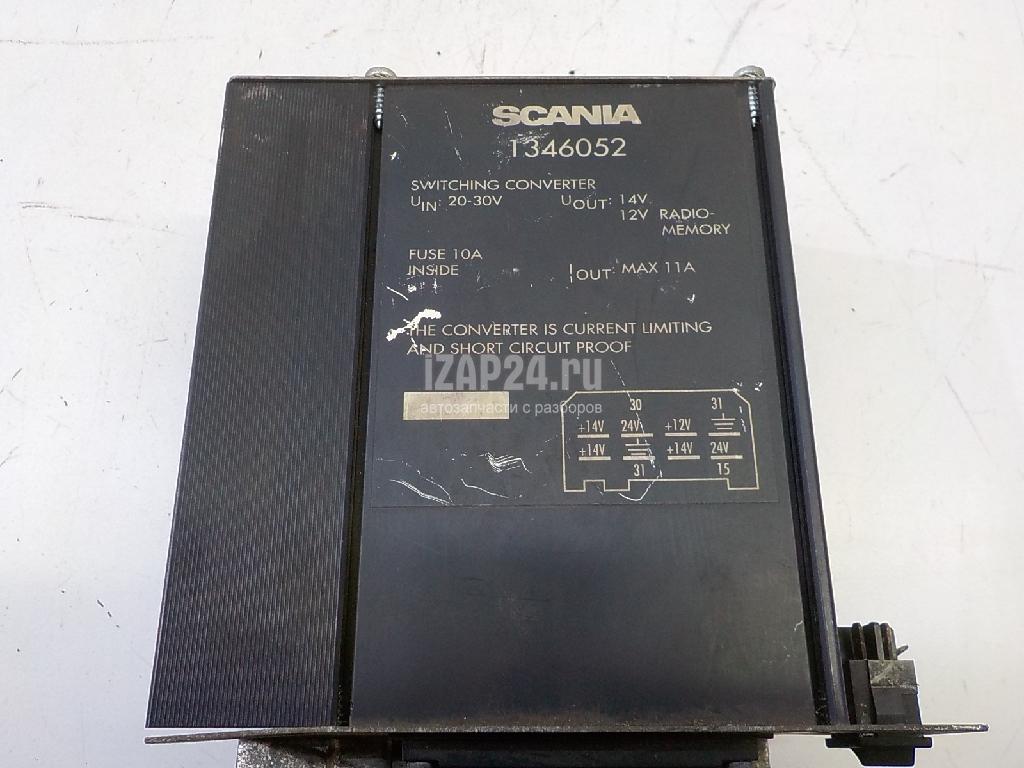 SCANIA
1346052
SWITCHING CONVERTER
UIN: 20-30V UOUT: 14V
12V RADIO-
MEMORY
FUSE 10A
INSIDE IOUT: MAX 11A
THE CONVERTER IS CURRENT LIMITING
AND SHORT CIRCUIT PROOF
iZAP24.ru
автозапчасти с разборов
30 31
+14V 24V +12V
+14V +14V 24V
31 15